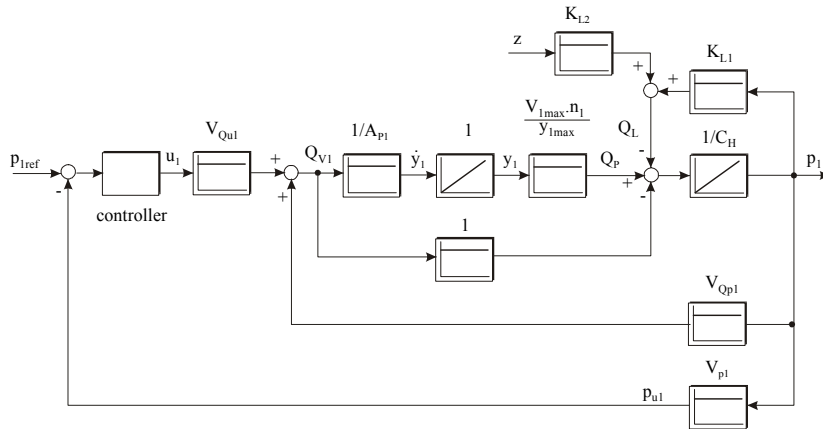 K_L2
z
+
+
K_L1
V_Qu1
1/A_P1
1
V_1max.n_1
y_1max
Q_L
1/C_H
p_1ref
u_1
+
Q_V1
ẏ_1
y_1
Q_P
-
+
p_1
-
+
-
controller
1
V_Qp1
V_p1
p_u1